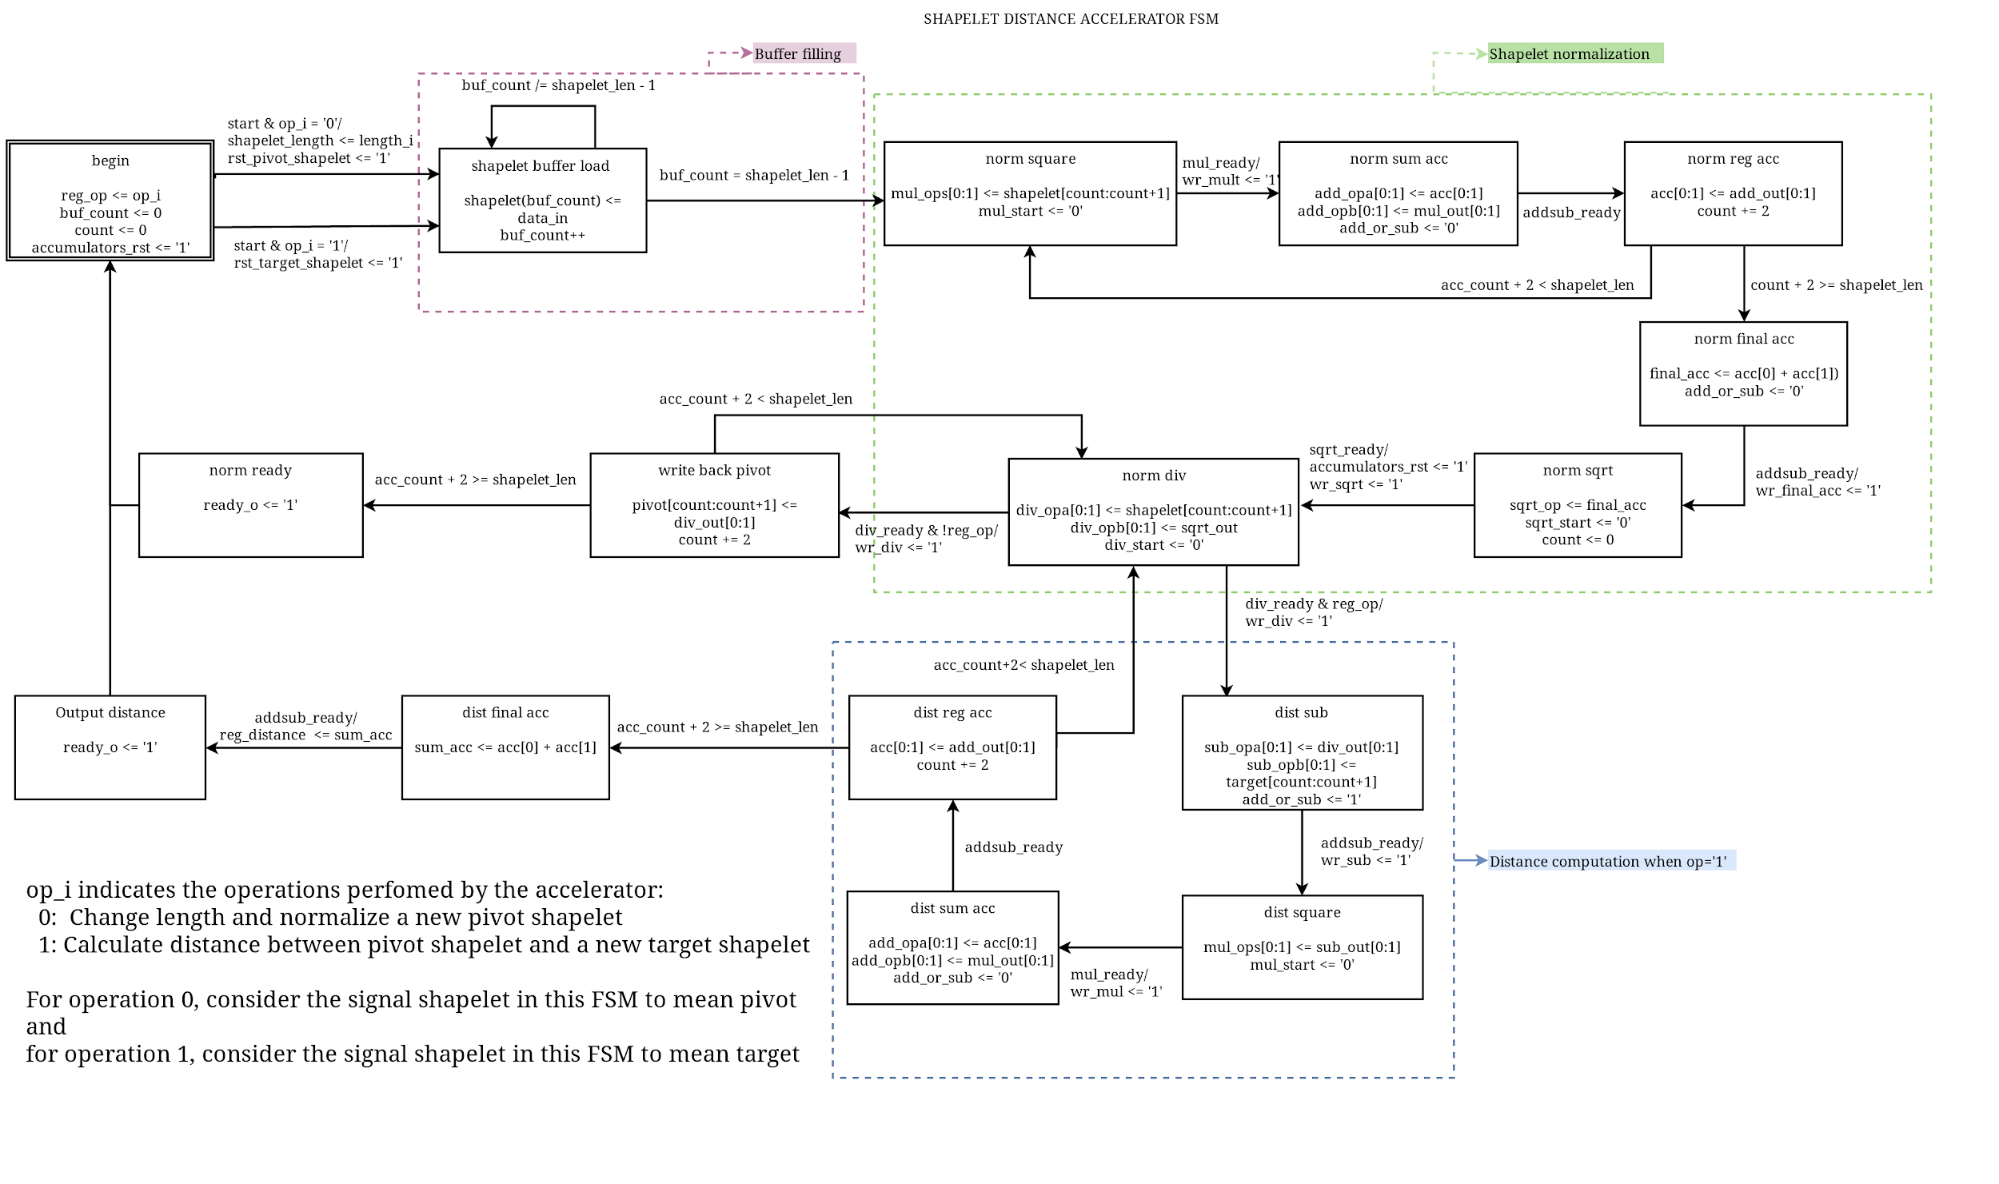 SHAPELET DISTANCE ACCELERATOR FSM
Buffer filling
Shapelet normalization
buf_count /= shapelet_len - 1
start & op_i = '0'/
shapelet_length <= length_i
rst_pivot_shapelet <= '1'
begin
reg_op <= op_i
buf_count <= 0
count <= 0
accumulators_rst <= '1'
start & op_i = '1'/
rst_target_shapelet <= '1'
shapelet buffer load
shapelet(buf_count) <=
data_in
buf_count++
buf_count = shapelet_len - 1
norm square
mul_ops[0:1] <= shapelet[count:count+1]
mul_start <= '0'
mul_ready/
wr_mult <= '1'
norm sum acc
add_opa[0:1] <= acc[0:1]
add_opb[0:1] <= mul_out[0:1]
add_or_sub <= '0'
addsub_ready
norm reg acc
acc[0:1] <= add_out[0:1]
count += 2
acc_count + 2 < shapelet_len
count + 2 >= shapelet_len
norm final acc
final_acc <= acc[0] + acc[1])
add_or_sub <= '0'
addsub_ready/
wr_final_acc <= '1'
norm sqrt
sqrt_op <= final_acc
sqrt_start <= '0'
count <= 0
sqrt_ready/
accumulators_rst <= '1'
wr_sqrt <= '1'
norm div
div_opa[0:1] <= shapelet[count:count+1]
div_opb[0:1] <= sqrt_out
div_start <= '0'
acc_count + 2 < shapelet_len
div_ready & !reg_op/
wr_div <= '1'
write back pivot
pivot[count:count+1] <=
div_out[0:1]
count += 2
acc_count + 2 >= shapelet_len
norm ready
ready_o <= '1'
div_ready & reg_op/
wr_div <= '1'
acc_count+2< shapelet_len
dist sub
sub_opa[0:1] <= div_out[0:1]
sub_opb[0:1] <=
target[count:count+1]
add_or_sub <= '1'
addsub_ready/
wr_sub <= '1'
dist square
mul_ops[0:1] <= sub_out[0:1]
mul_start <= '0'
mul_ready/
wr_mul <= '1'
dist sum acc
add_opa[0:1] <= acc[0:1]
add_opb[0:1] <= mul_out[0:1]
add_or_sub <= '0'
addsub_ready
dist reg acc
acc[0:1] <= add_out[0:1]
count += 2
acc_count + 2 >= shapelet_len
dist final acc
sum_acc <= acc[0] + acc[1]
addsub_ready/
reg_distance <= sum_acc
Output distance
ready_o <= '1'
Distance computation when op='1'
op_i indicates the operations perfomed by the accelerator:
0: Change length and normalize a new pivot shapelet
1: Calculate distance between pivot shapelet and a new target shapelet
For operation 0, consider the signal shapelet in this FSM to mean pivot
and
for operation 1, consider the signal shapelet in this FSM to mean target